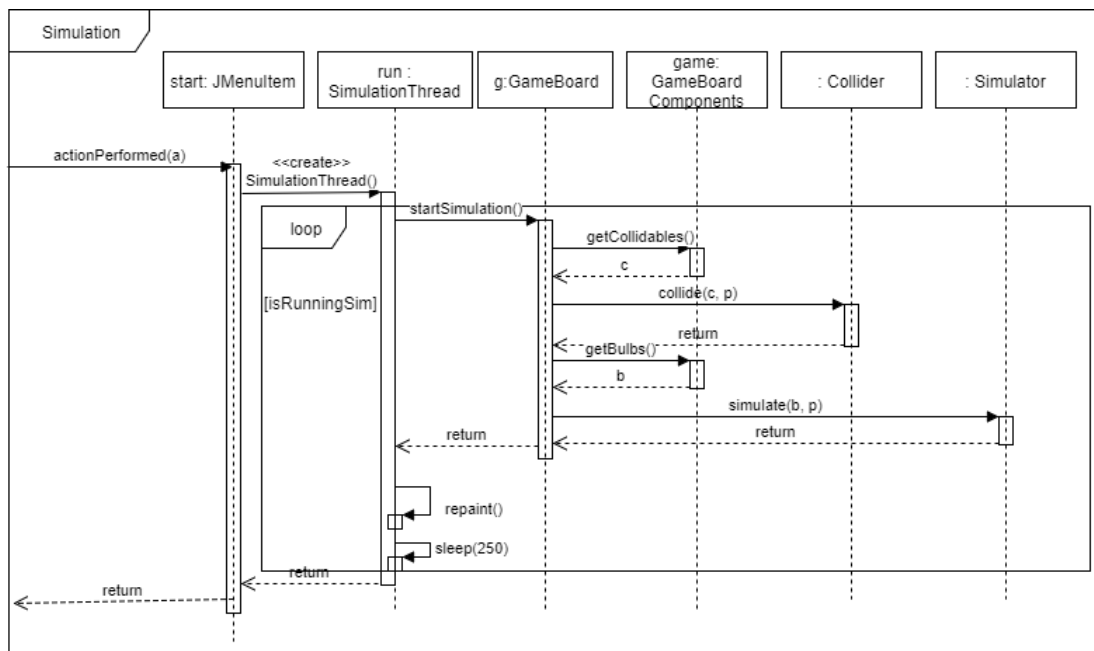 Simulation
start: JMenuItem
run :
SimulationThread
g:GameBoard
game:
GameBoard
Components
: Collider
: Simulator
actionPerformed(a)
<<create>>
SimulationThread()
loop
startSimulation()
getCollidables()
c
[isRunningSim]
collide(c, p)
return
getBulbs()
b
simulate(b, p)
return
return
repaint()
sleep(250)
return
return